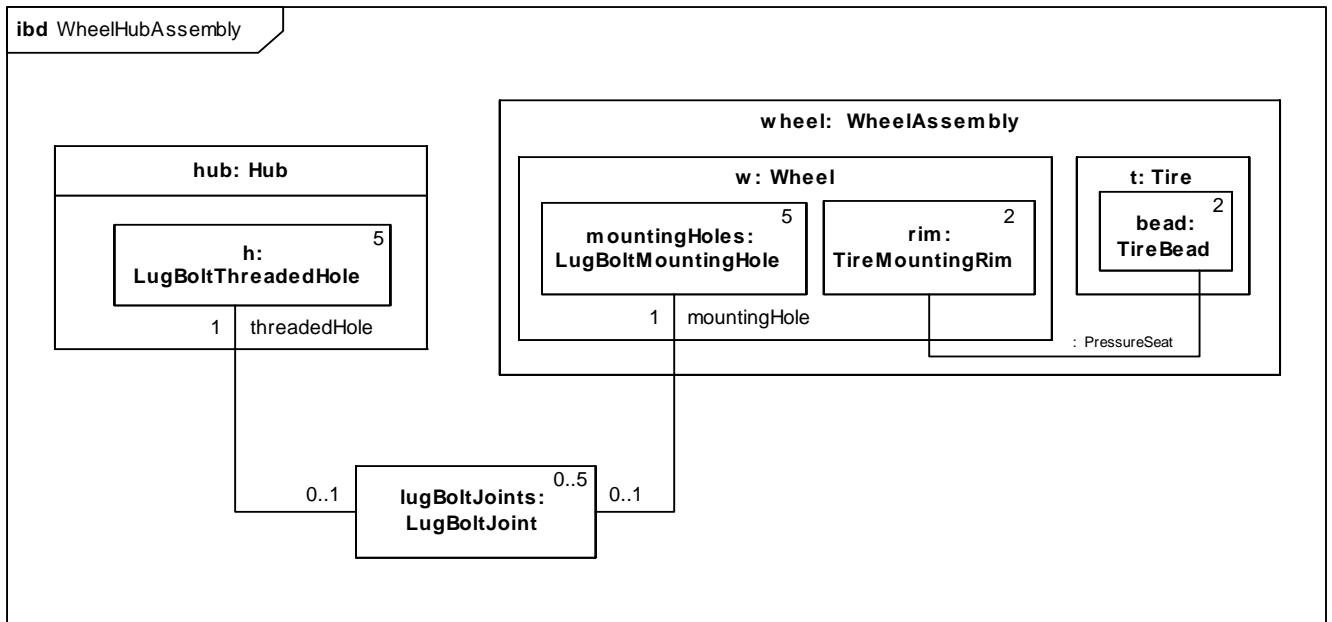 ibd WheelHubAssembly
wheel: WheelAssembly
hub: Hub
w: Wheel
t: Tire
5
h:
LugBoltThreadedHole
5
mountingHoles:
LugBoltMountingHole
2
rim:
TireMountingRim
2
bead:
TireBead
1 threadedHole
1 mountingHole
: PressureSeat
0..1
0..5
lugBoltJoints:
LugBoltJoint
0..1